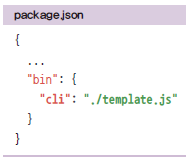 package.json
{
...
"bin": {
"cli": "./template.js"
}
}